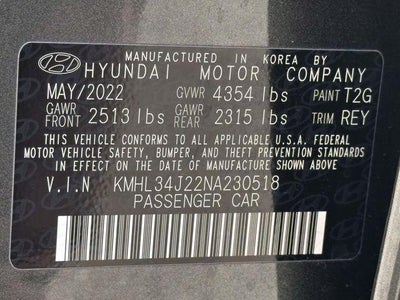 MANUFACTURED IN KOREA BY
HYUNDAI MOTOR COMPANY
MAY/2022 GVWR 4354 lbs PAINT T2G
GAWR FRONT 2513 lbs GAWR REAR 2315 lbs TRIM REY
THIS VEHICLE CONFORMS TO ALL APPLICABLE U.S.A. FEDERAL
MOTOR VEHICLE SAFETY, BUMPER, AND THEFT PREVENTION STANDARDS
IN EFFECT ON THE DATE OF MANUFACTURE SHOWN ABOVE.
V.I.N KMHL34J22NA230518
PASSENGER CAR